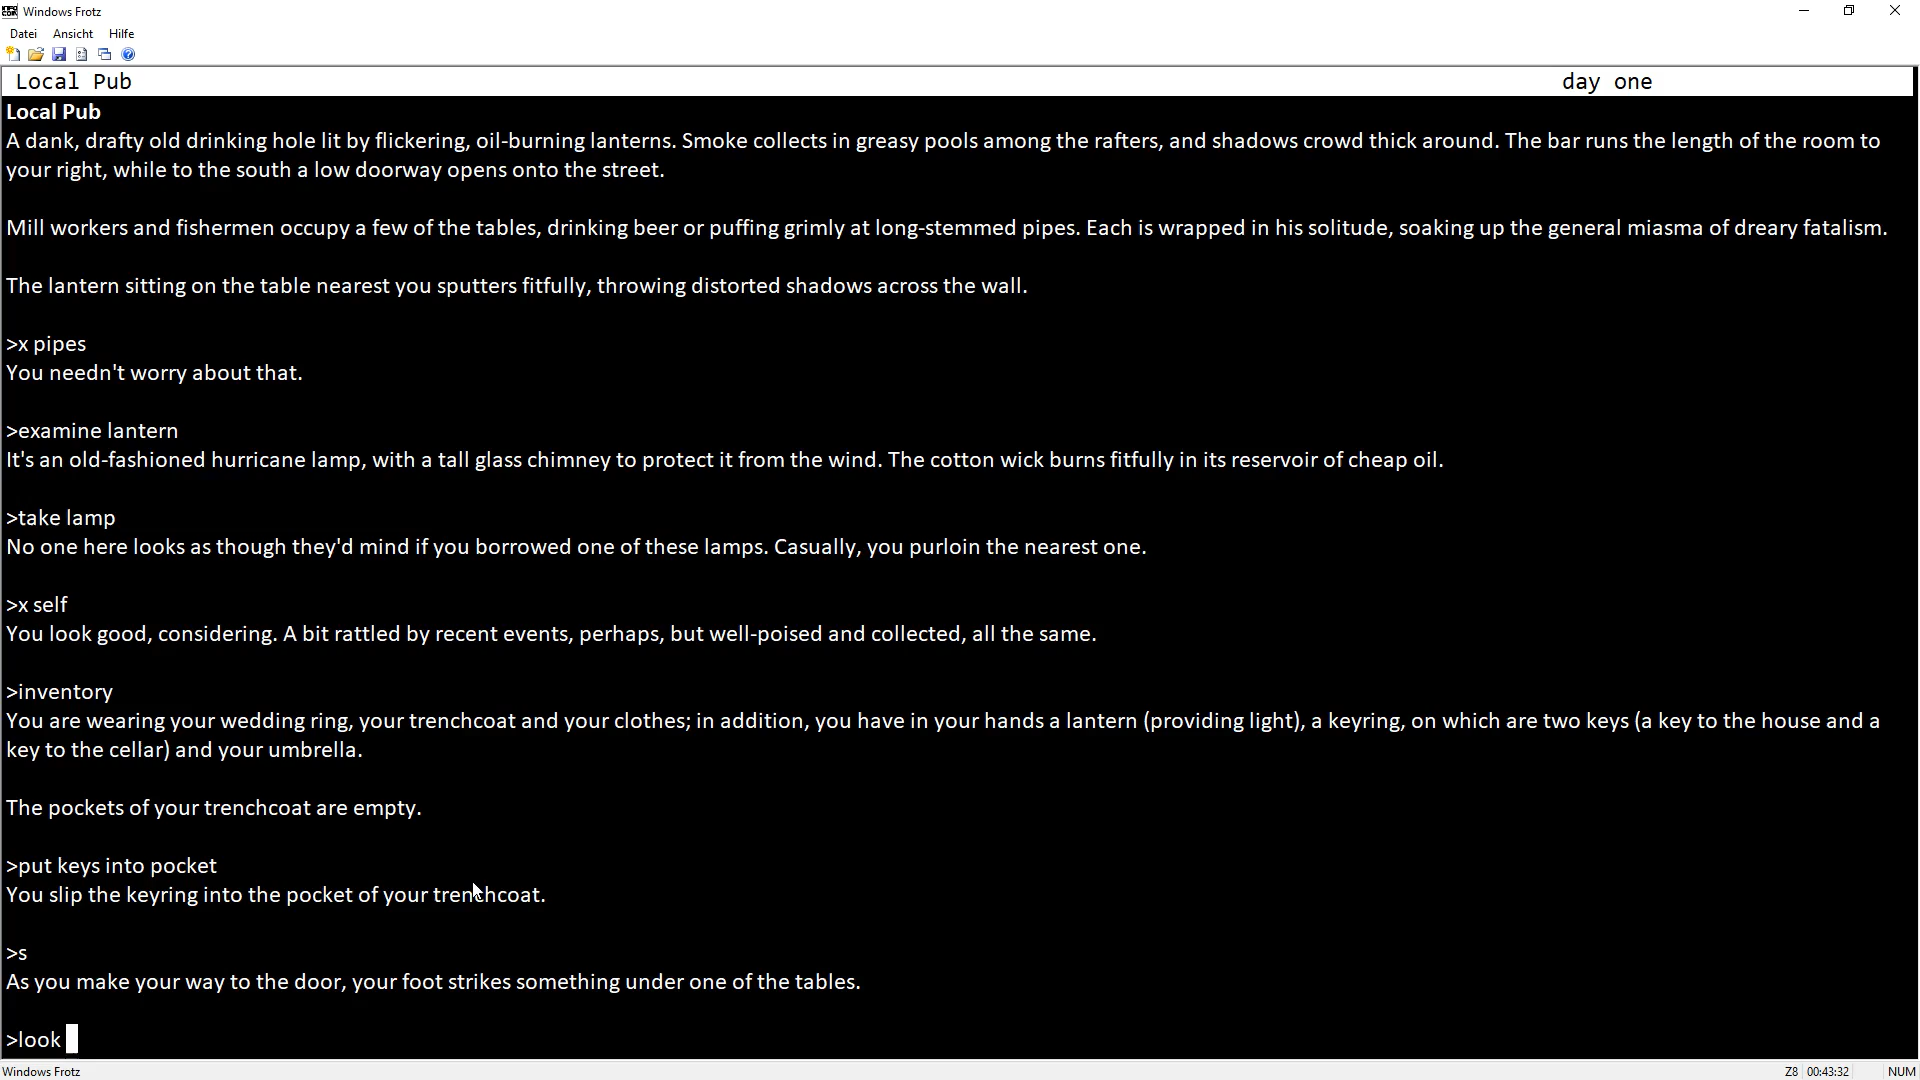 Windows Frotz
Datei Ansicht Hilfe
Local Pub day one
Local Pub
A dank, drafty old drinking hole lit by flickering, oil-burning lanterns. Smoke collects in greasy pools among the rafters, and shadows crowd thick around. The bar runs the length of the room to
your right, while to the south a low doorway opens onto the street.
Mill workers and fishermen occupy a few of the tables, drinking beer or puffing grimly at long-stemmed pipes. Each is wrapped in his solitude, soaking up the general miasma of dreary fatalism.
The lantern sitting on the table nearest you sputters fitfully, throwing distorted shadows across the wall.
>x pipes
You needn't worry about that.
>examine lantern
It's an old-fashioned hurricane lamp, with a tall glass chimney to protect it from the wind. The cotton wick burns fitfully in its reservoir of cheap oil.
>take lamp
No one here looks as though they'd mind if you borrowed one of these lamps. Casually, you purloin the nearest one.
>x self
You look good, considering. A bit rattled by recent events, perhaps, but well-poised and collected, all the same.
>inventory
You are wearing your wedding ring, your trenchcoat and your clothes; in addition, you have in your hands a lantern (providing light), a keyring, on which are two keys (a key to the house and a
key to the cellar) and your umbrella.
The pockets of your trenchcoat are empty.
>put keys into pocket
You slip the keyring into the pocket of your trenchcoat.
>s
As you make your way to the door, your foot strikes something under one of the tables.
>look
Windows Frotz Z8 00:43:32 NUM